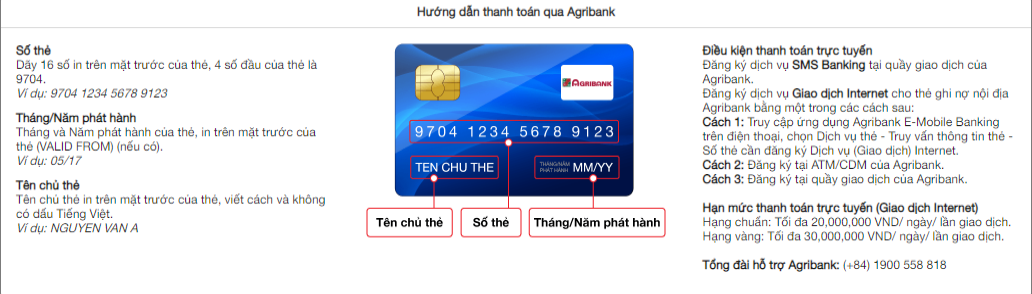 Hướng dẫn thanh toán qua Agribank
Số thẻ
Dãy 16 số in trên mặt trước của thẻ, 4 số đầu của thẻ là
9704.
Ví dụ: 9704 1234 5678 9123
Tháng/Năm phát hành
Tháng và Năm phát hành của thẻ, in trên mặt trước của
thẻ (VALID FROM) (nếu có).
Ví dụ: 05/17
Tên chủ thẻ
Tên chủ thẻ in trên mặt trước của thẻ, viết cách và không
có dấu Tiếng Việt.
Ví dụ: NGUYEN VAN A
AGRIBANK
9704 1234 5678 9123
TEN CHU THE
THÁNG/NĂM
PHÁT HÀNH
MM/YY
Tên chủ thẻ
Số thẻ
Tháng/Năm phát hành
Điều kiện thanh toán trực tuyến
Đăng ký dịch vụ SMS Banking tại quầy giao dịch của
Agribank.
Đăng ký dịch vụ Giao dịch Internet cho thẻ ghi nợ nội địa
Agribank bằng một trong các cách sau:
Cách 1: Truy cập ứng dụng Agribank E-Mobile Banking
trên điện thoại, chọn Dịch vụ thẻ - Truy vấn thông tin thẻ -
Số thẻ cần đăng ký Dịch vụ (Giao dịch) Internet.
Cách 2: Đăng ký tại ATM/CDM của Agribank.
Cách 3: Đăng ký tại quầy giao dịch của Agribank.
Hạn mức thanh toán trực tuyến (Giao dịch Internet)
Hạng chuẩn: Tối đa 20,000,000 VND/ ngày/ lần giao dịch.
Hạng vàng: Tối đa 30,000,000 VND/ ngày/ lần giao dịch.
Tổng đài hỗ trợ Agribank: (+84) 1900 558 818